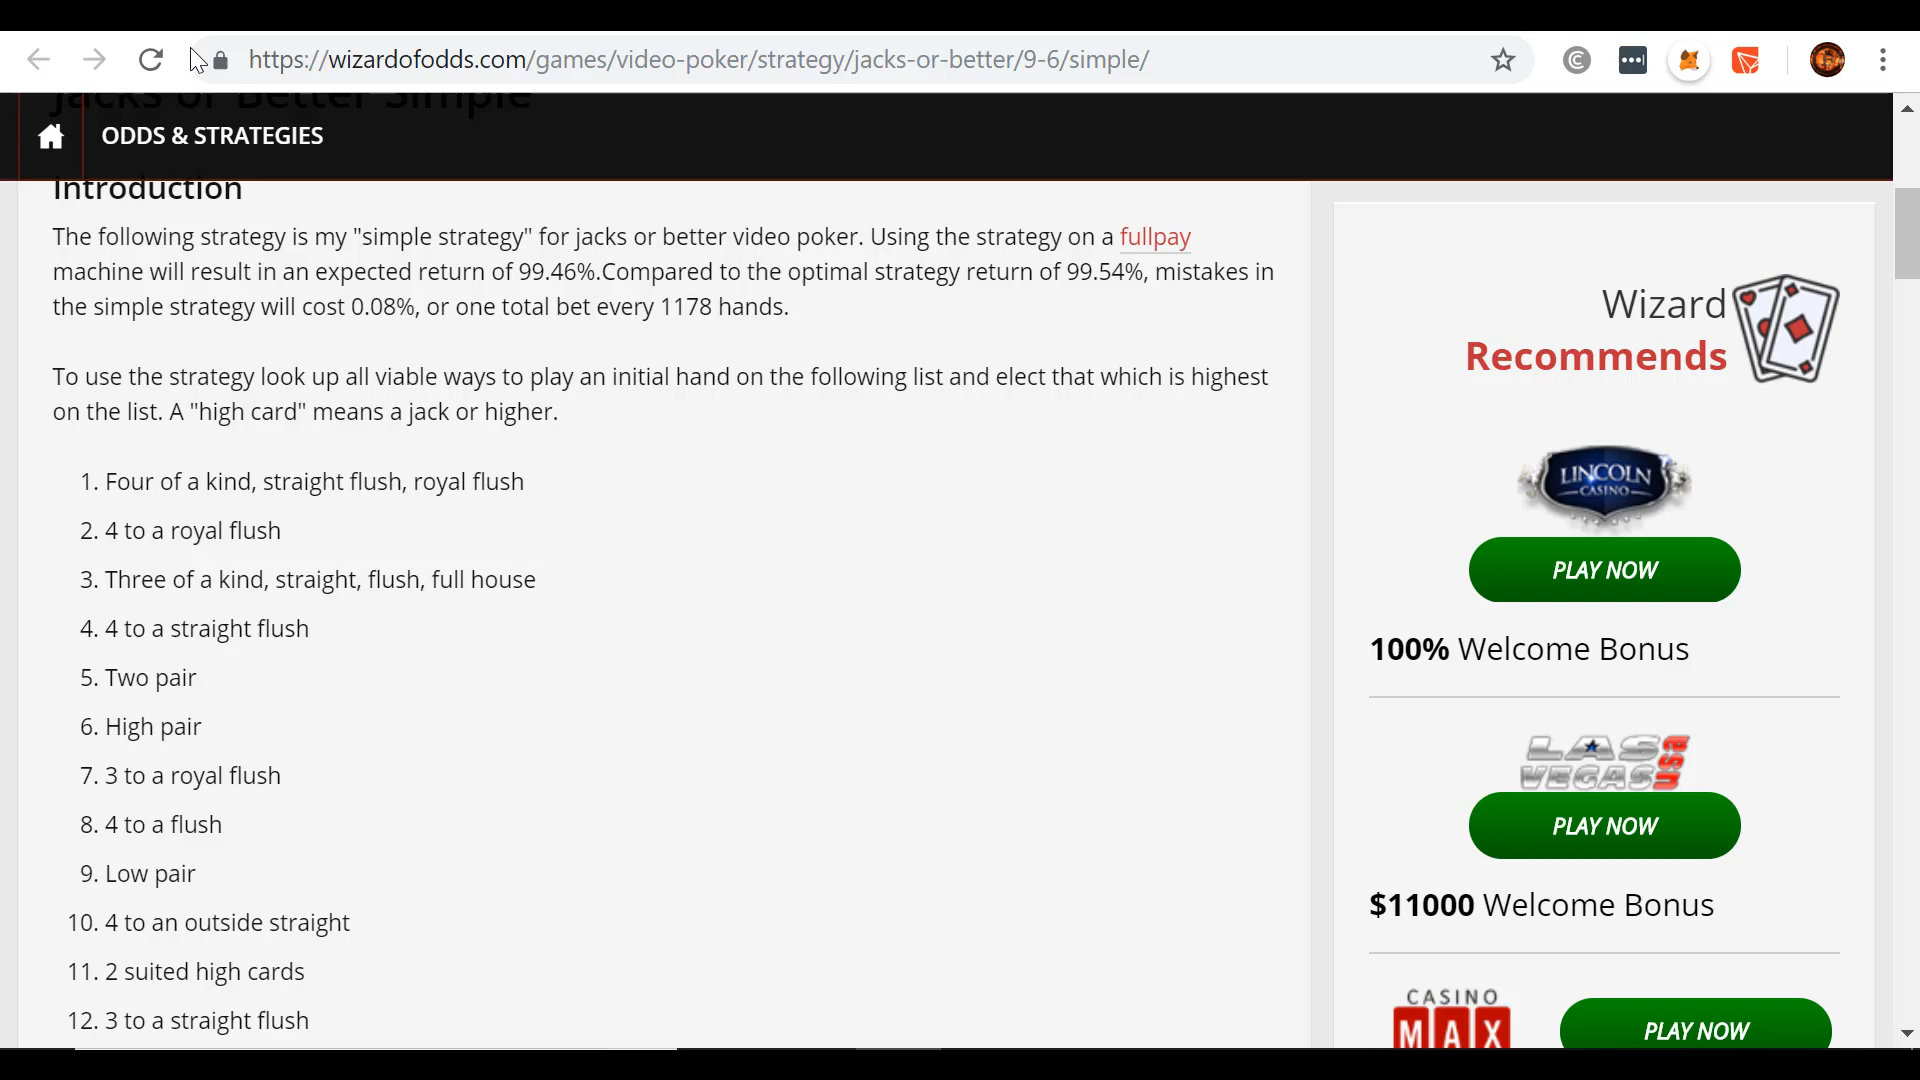 https://wizardofodds.com/games/video-poker/strategy/jacks-or-better/9-6/simple/
Jacks or Better Simple
ODDS & STRATEGIES
Introduction
The following strategy is my "simple strategy" for jacks or better video poker. Using the strategy on a fullpay
machine will result in an expected return of 99.46%.Compared to the optimal strategy return of 99.54%, mistakes in
the simple strategy will cost 0.08%, or one total bet every 1178 hands.
To use the strategy look up all viable ways to play an initial hand on the following list and elect that which is highest
on the list. A "high card" means a jack or higher.
1. Four of a kind, straight flush, royal flush
2. 4 to a royal flush
3. Three of a kind, straight, flush, full house
4. 4 to a straight flush
5. Two pair
6. High pair
7. 3 to a royal flush
8. 4 to a flush
9. Low pair
10. 4 to an outside straight
11. 2 suited high cards
12. 3 to a straight flush
Wizard
Recommends
LINCOLN
CASINO
PLAY NOW
100% Welcome Bonus
LAS
VEGAS USA
PLAY NOW
$11000 Welcome Bonus
CASINO
MAX
PLAY NOW